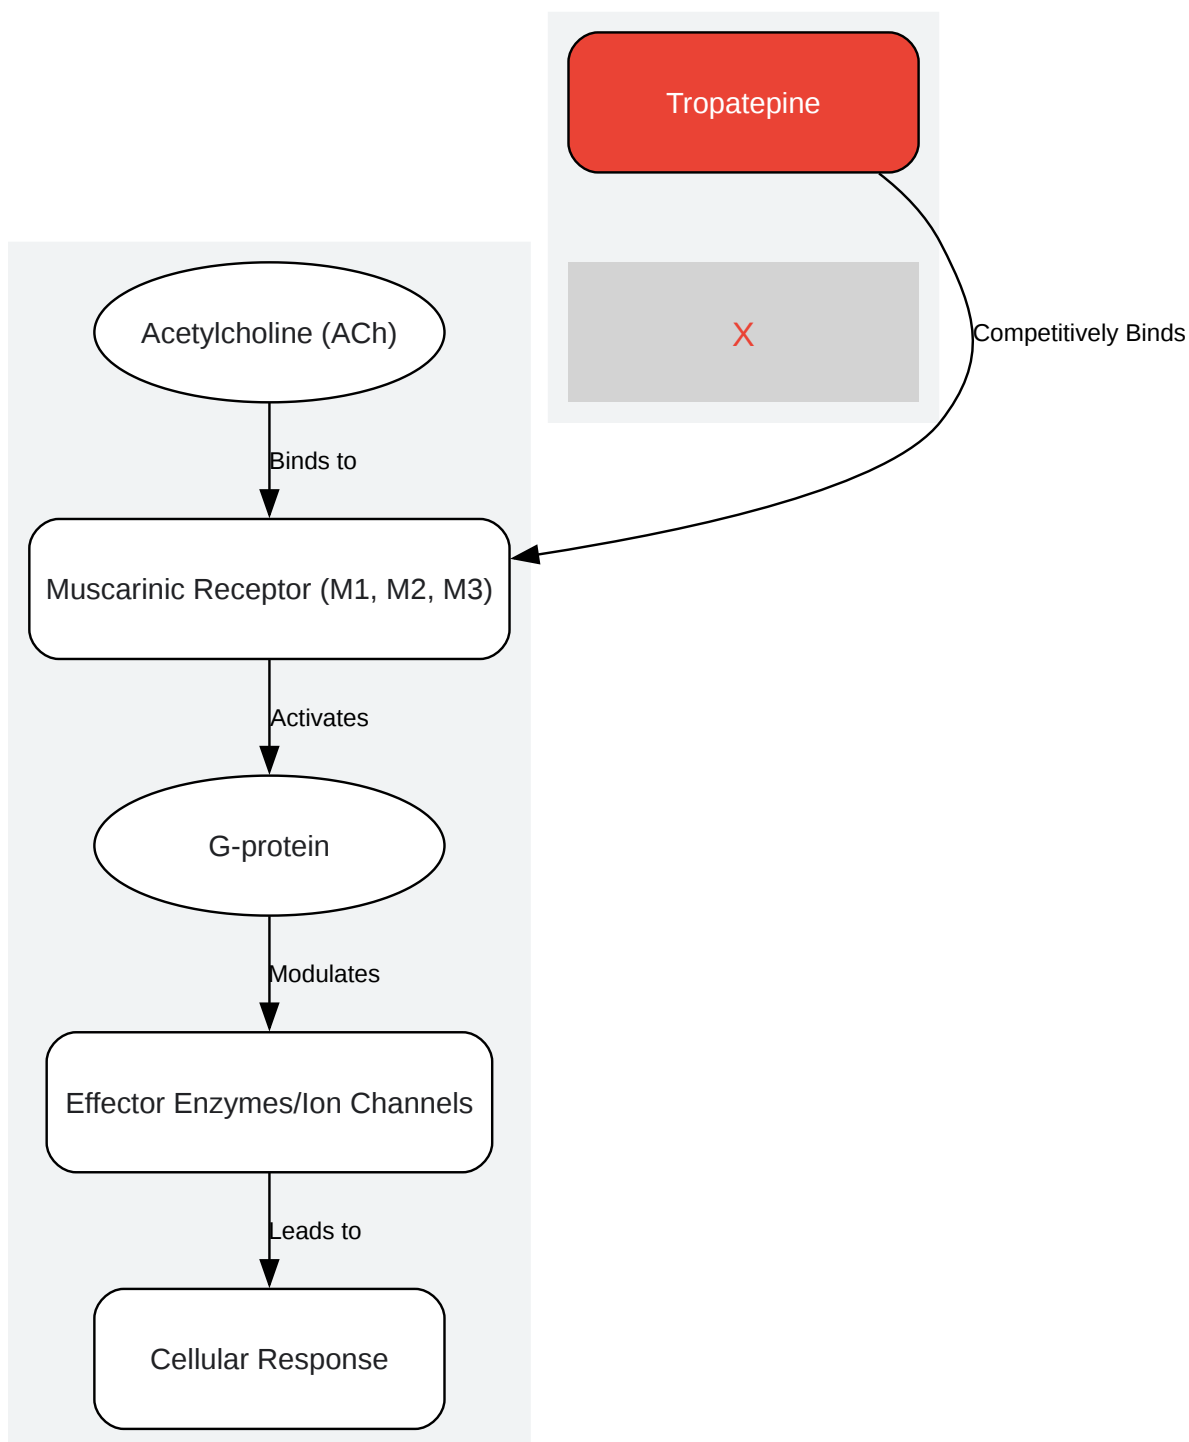 Tropatepine
Acetylcholine (ACh)
X
Competitively Binds
Binds to
Muscarinic Receptor (M1, M2, M3)
Activates
G-protein
Modulates
Effector Enzymes/Ion Channels
Leads to
Cellular Response